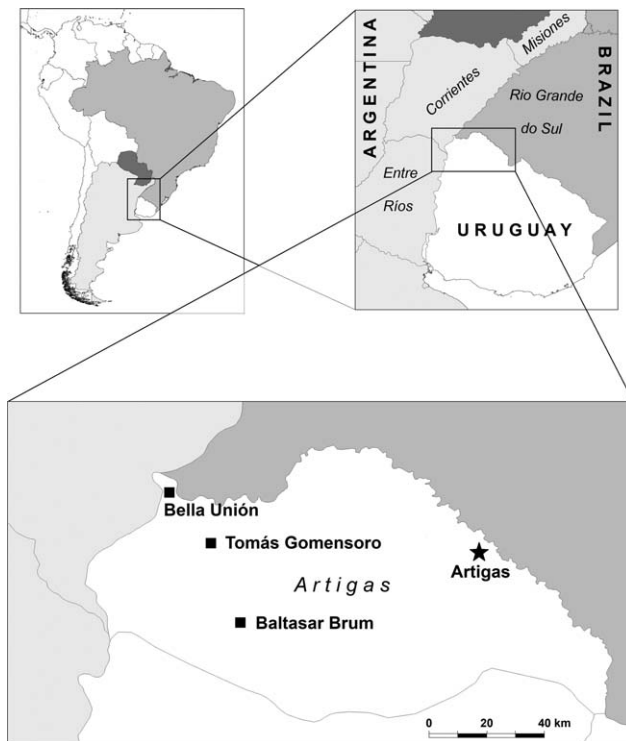 ARGENTINA
Misiones
Corrientes
BRAZIL
Rio Grande
do Sul
Entre
Ríos
URUGUAY
Bella Unión
Tomás Gomensoro
Artigas
Artigas
Baltasar Brum
0 20 40 km